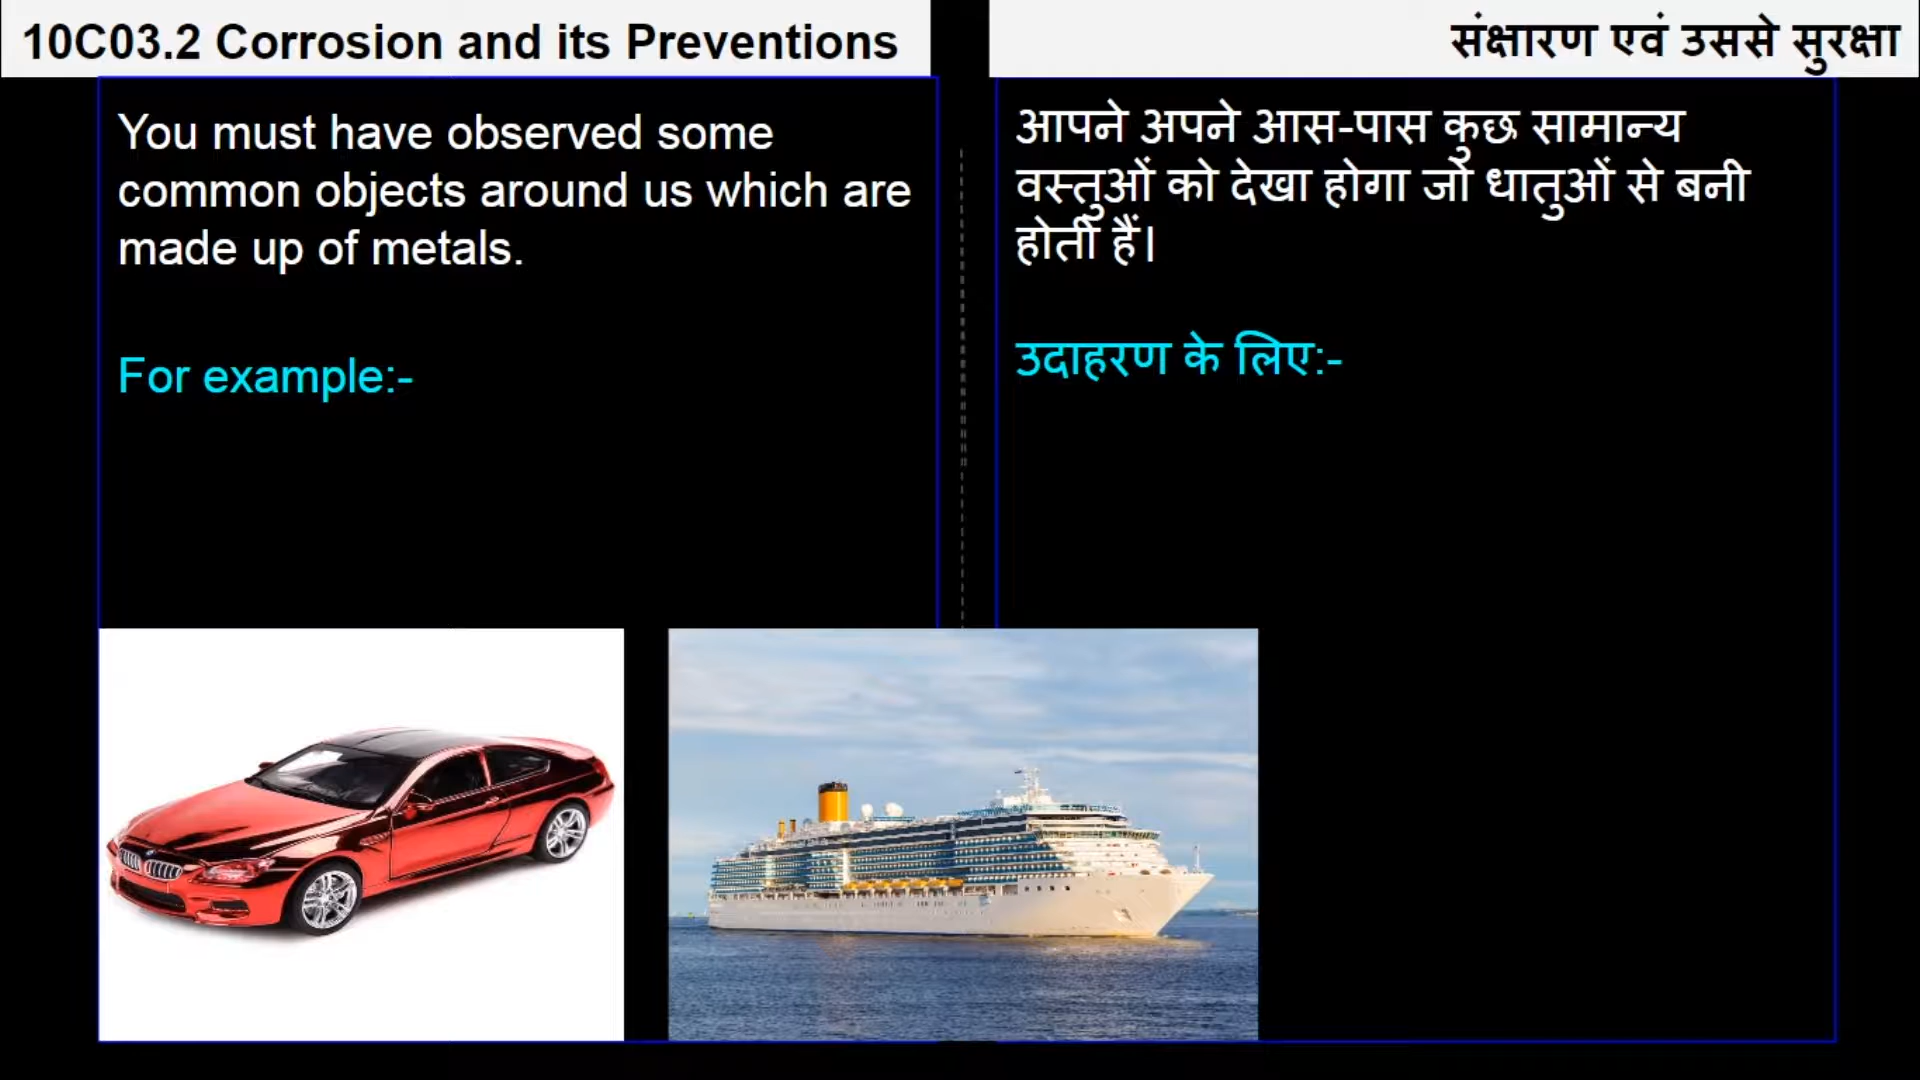 10C03.2 Corrosion and its Preventions
संक्षारण एवं उससे सुरक्षा
You must have observed some
common objects around us which are
made up of metals.
For example:-
आपने अपने आस-पास कुछ सामान्य
वस्तुओं को देखा होगा जो धातुओं से बनी
होती हैं।
उदाहरण के लिए:-